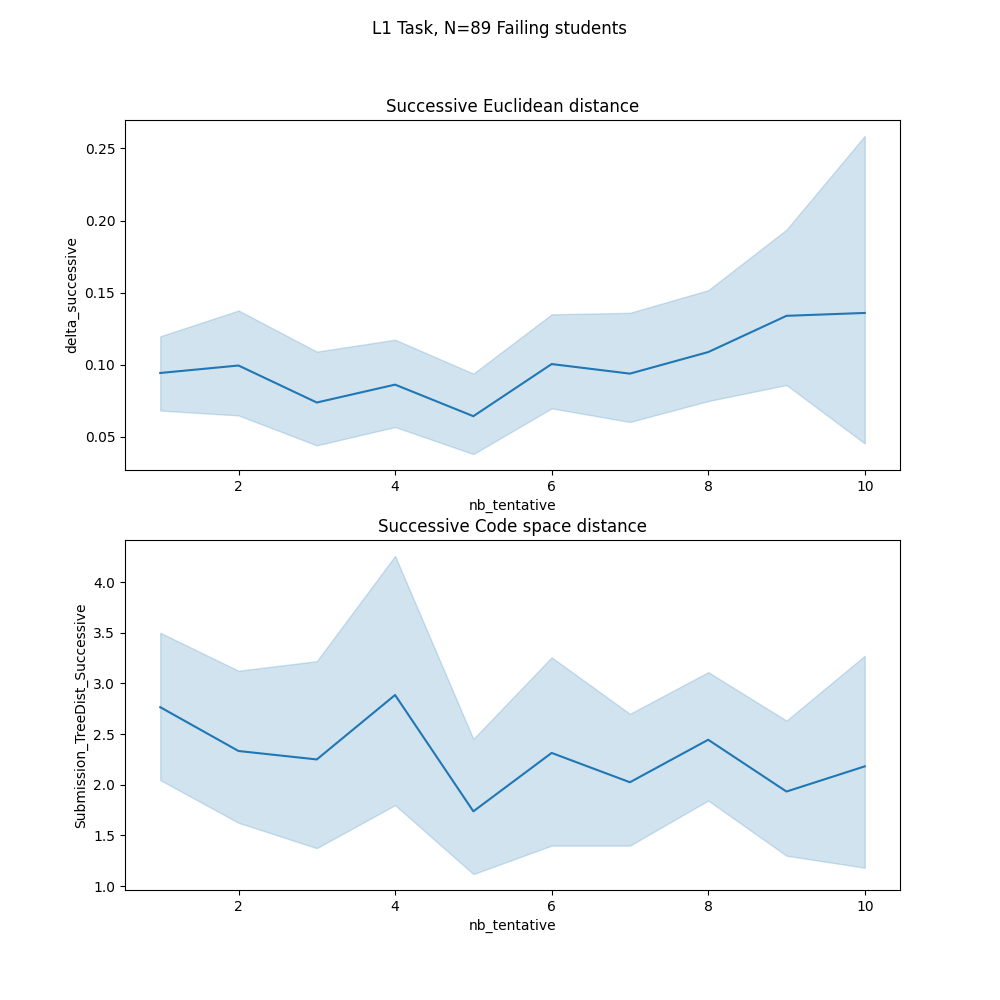 L1 Task, N=89 Failing students
Successive Euclidean distance
delta_successive
0.25
0.20
0.15
0.10
0.05
2 4 6 8 10
nb_tentative
Successive Code space distance
Submission_TreeDist_Successive
4.0
3.5
3.0
2.5
2.0
1.5
1.0
2 4 6 8 10
nb_tentative